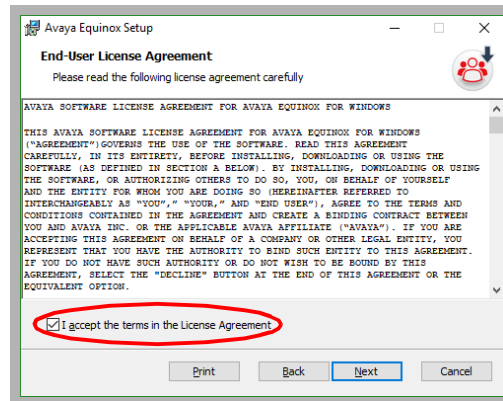 Avaya Equinox Setup
End-User License Agreement
Please read the following license agreement carefully
AVAYA SOFTWARE LICENSE AGREEMENT FOR AVAYA EQUINOX FOR WINDOWS
THIS AVAYA SOFTWARE LICENSE AGREEMENT FOR AVAYA EQUINOX FOR WINDOWS
("AGREEMENT")GOVERNS THE USE OF THE SOFTWARE. READ THIS AGREEMENT
CAREFULLY, IN ITS ENTIRETY, BEFORE INSTALLING, DOWNLOADING OR USING THE
SOFTWARE (AS DEFINED IN SECTION A BELOW). BY INSTALLING, DOWNLOADING OR USING
THE SOFTWARE, OR AUTHORIZING OTHERS TO DO SO, YOU, ON BEHALF OF YOURSELF
AND THE ENTITY FOR WHOM YOU ARE DOING SO (HEREINAFTER REFERRED TO
INTERCHANGEABLY AS "YOU," "YOUR," AND "END USER"), AGREE TO THE TERMS AND
CONDITIONS CONTAINED IN THE AGREEMENT AND CREATE A BINDING CONTRACT BETWEEN
YOU AND AVAYA INC. OR THE APPLICABLE AVAYA AFFILIATE ("AVAYA"). IF YOU ARE
ACCEPTING THIS AGREEMENT ON BEHALF OF A COMPANY OR OTHER LEGAL ENTITY, YOU
REPRESENT THAT YOU HAVE THE AUTHORITY TO BIND SUCH ENTITY TO THIS AGREEMENT.
IF YOU DO NOT HAVE SUCH AUTHORITY OR DO NOT WISH TO BE BOUND BY THIS
AGREEMENT, SELECT THE "DECLINE" BUTTON AT THE END OF THIS AGREEMENT OR THE
EQUIVALENT OPTION.
I accept the terms in the License Agreement
Print Back Next Cancel